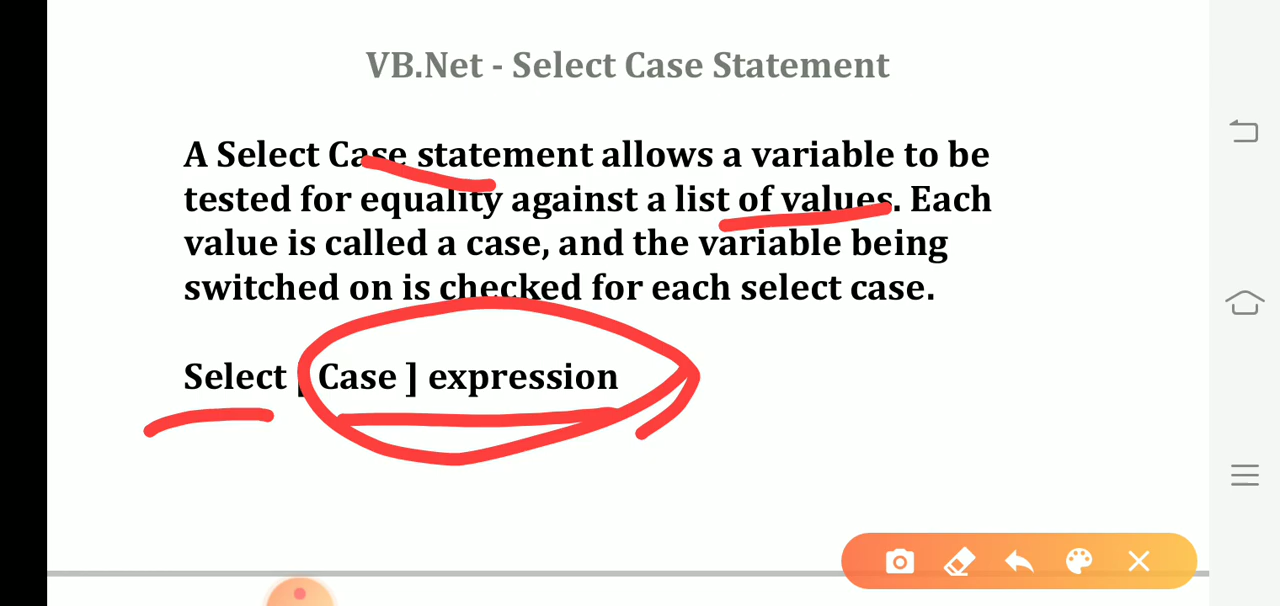 VB.Net - Select Case Statement
A Select Case statement allows a variable to be
tested for equality against a list of values. Each
value is called a case, and the variable being
switched on is checked for each select case.
Select [ Case ] expression